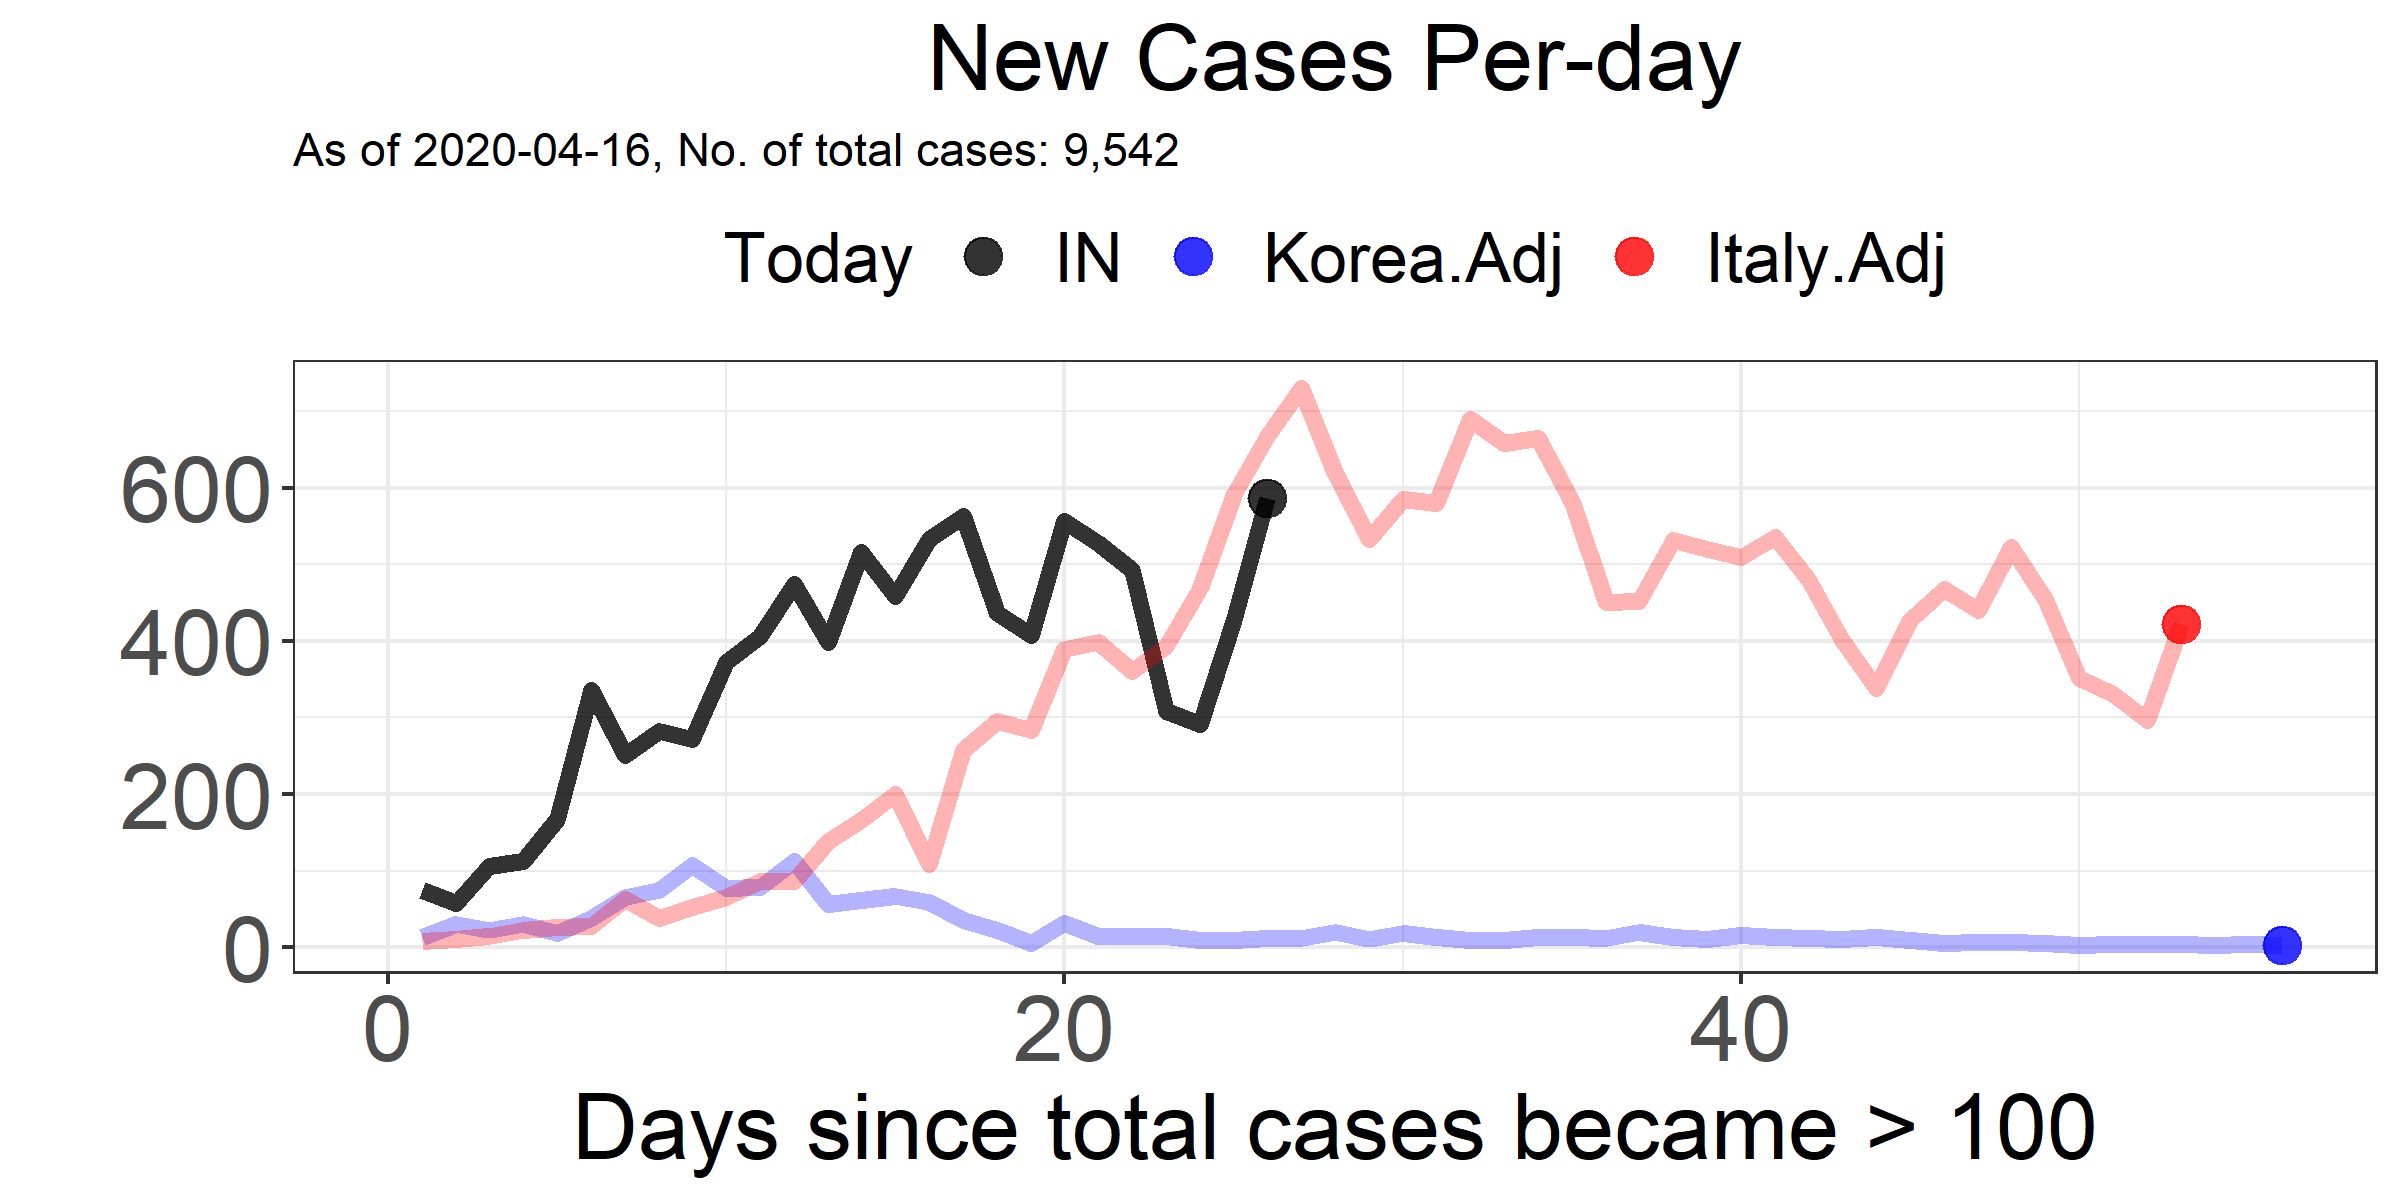 New Cases Per-day
As of 2020-04-16, No. of total cases: 9,542
Today IN Korea.Adj Italy.Adj
600
400
200
0
0 20 40
Days since total cases became > 100